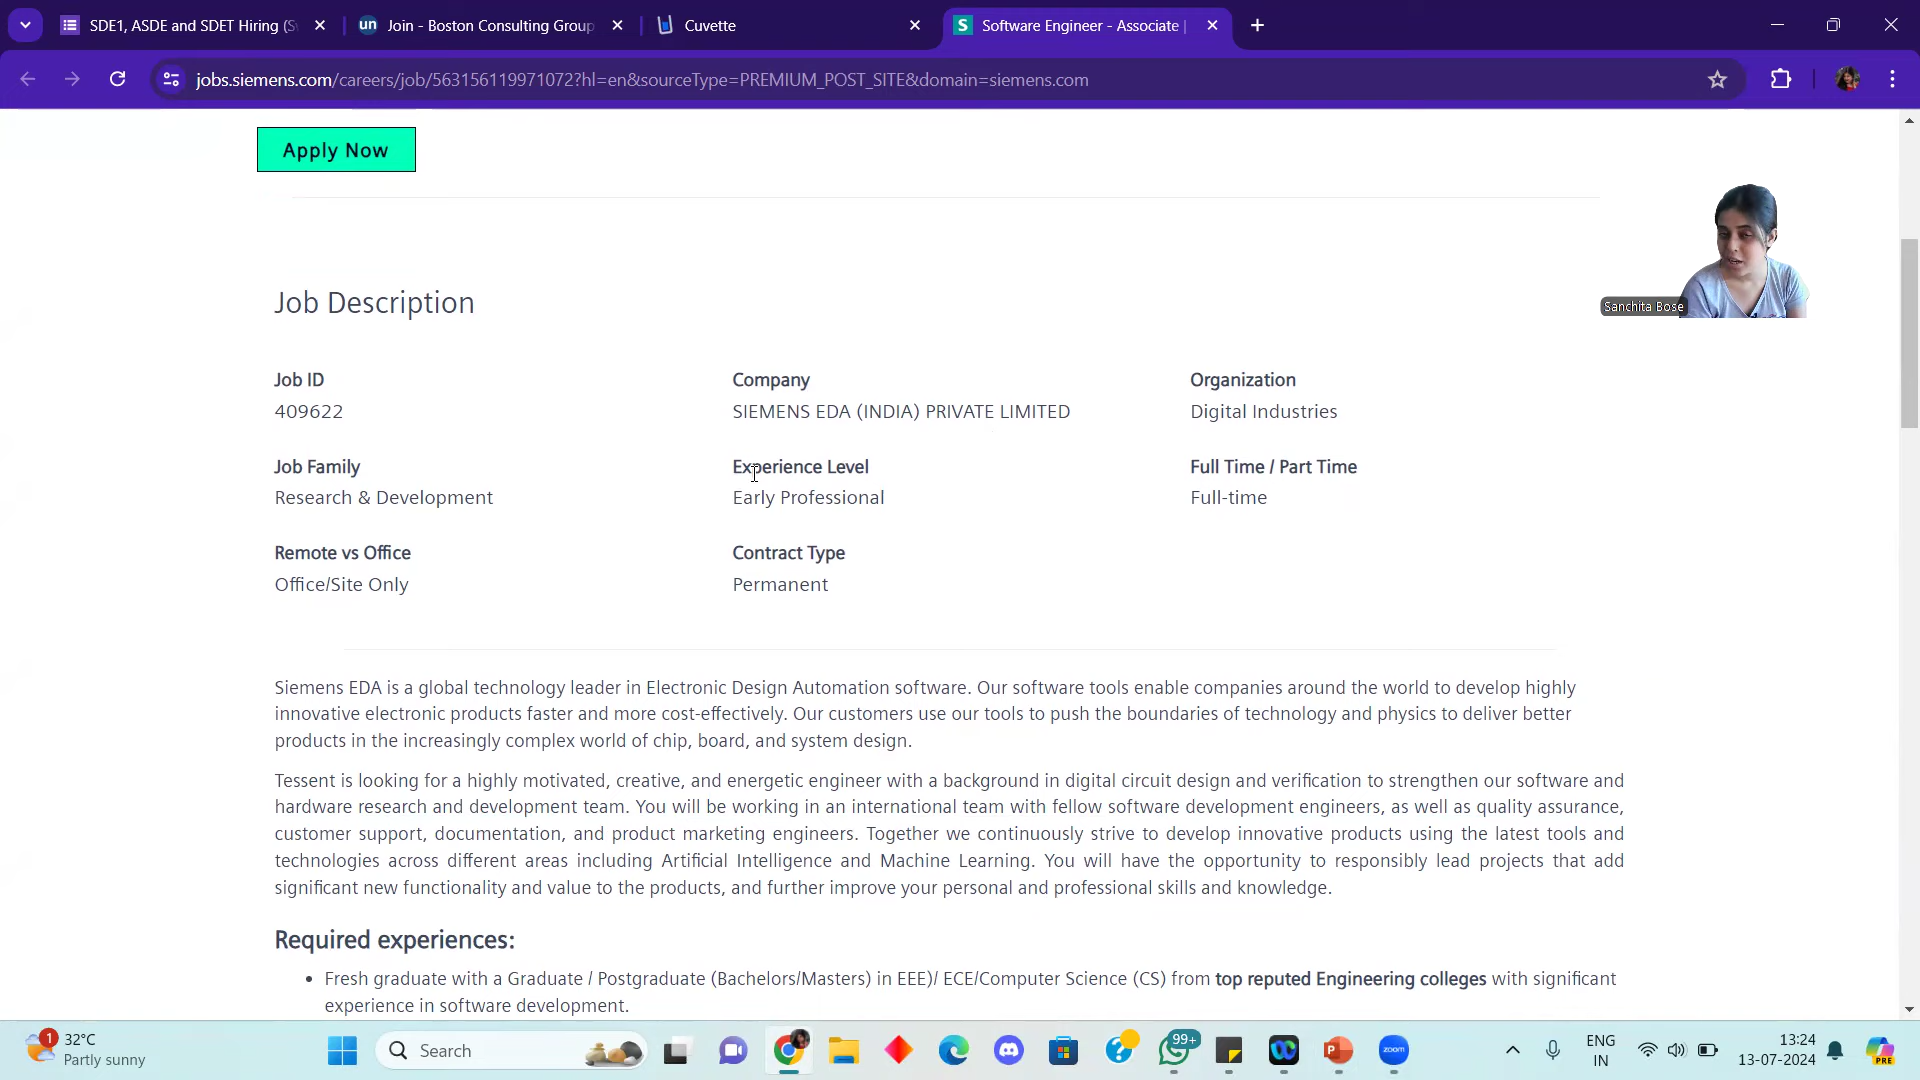 SDE1, ASDE and SDET Hiring
Join - Boston Consulting Group
Cuvette
Software Engineer - Associate |
jobs.siemens.com/careers/job/563156119971072?hl=en&sourceType=PREMIUM_POST_SITE&domain=siemens.com
Apply Now
Sanchita Bose
Job Description
Job ID
Company
Organization
409622
SIEMENS EDA (INDIA) PRIVATE LIMITED
Digital Industries
Job Family
Experience Level
Full Time / Part Time
Research & Development
Early Professional
Full-time
Remote vs Office
Contract Type
Office/Site Only
Permanent
Siemens EDA is a global technology leader in Electronic Design Automation software. Our software tools enable companies around the world to develop highly
innovative electronic products faster and more cost-effectively. Our customers use our tools to push the boundaries of technology and physics to deliver better
products in the increasingly complex world of chip, board, and system design.
Tessent is looking for a highly motivated, creative, and energetic engineer with a background in digital circuit design and verification to strengthen our software and
hardware research and development team. You will be working in an international team with fellow software development engineers, as well as quality assurance,
customer support, documentation, and product marketing engineers. Together we continuously strive to develop innovative products using the latest tools and
technologies across different areas including Artificial Intelligence and Machine Learning. You will have the opportunity to responsibly lead projects that add
significant new functionality and value to the products, and further improve your personal and professional skills and knowledge.
Required experiences:
• Fresh graduate with a Graduate / Postgraduate (Bachelors/Masters) in EEE)/ ECE/Computer Science (CS) from top reputed Engineering colleges with significant
experience in software development.
1
32°C
Partly sunny
Search
99+
zoom
ENG
IN
13:24
13-07-2024
PRE